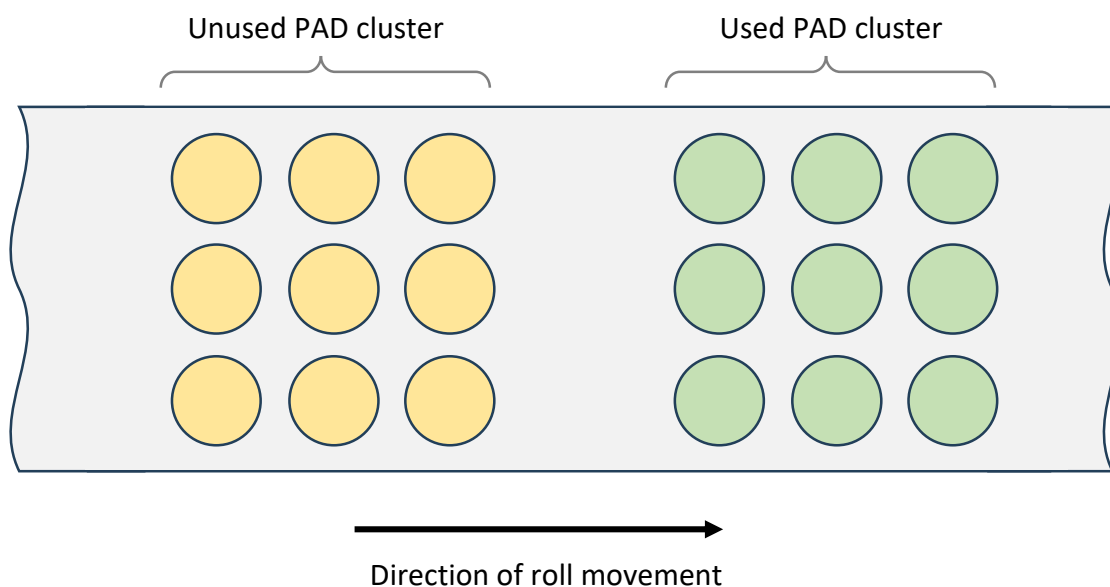 Unused PAD cluster
Used PAD cluster
Direction of roll movement